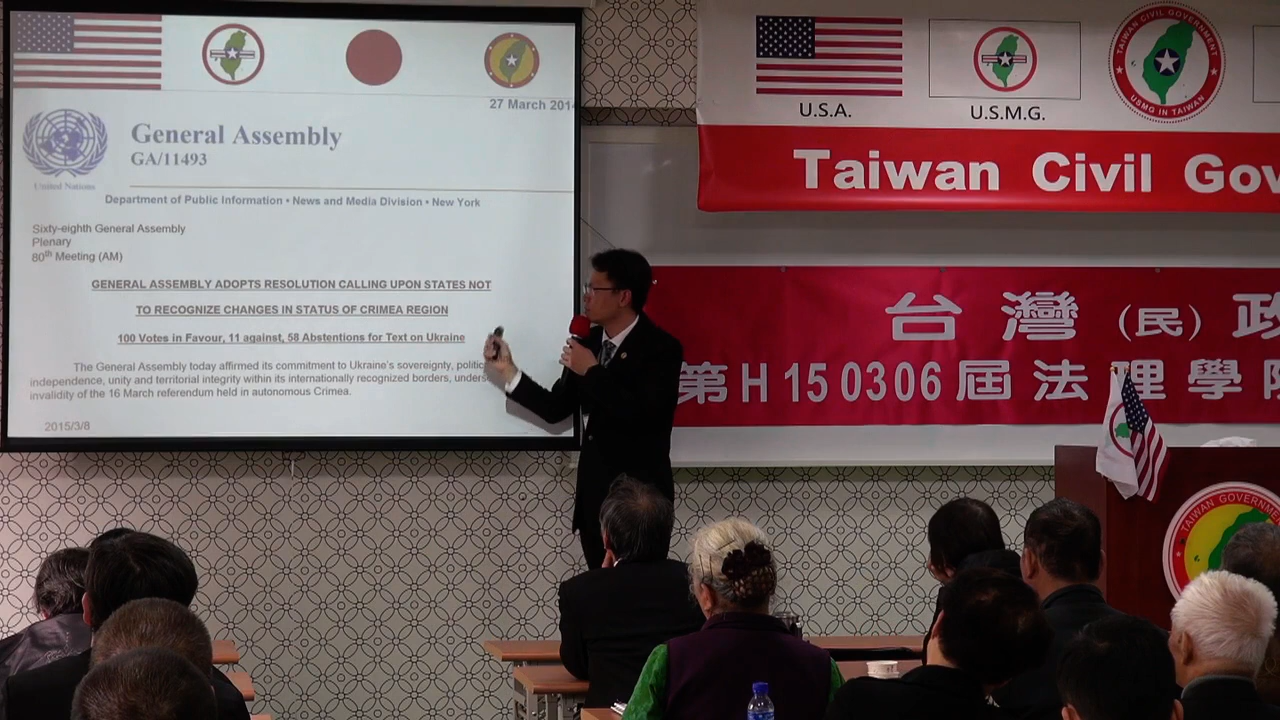 27 March 2014
General Assembly
GA/11493
United Nations
Department of Public Information • News and Media Division • New York
Sixty-eighth General Assembly
Plenary
80th Meeting (AM)
GENERAL ASSEMBLY ADOPTS RESOLUTION CALLING UPON STATES NOT
TO RECOGNIZE CHANGES IN STATUS OF CRIMEA REGION
100 Votes in Favour, 11 against, 58 Abstentions for Text on Ukraine
The General Assembly today affirmed its commitment to Ukraine's sovereignty, politic
independence, unity and territorial integrity within its internationally recognized borders, unders
invalidity of the 16 March referendum held in autonomous Crimea.
2015/3/8
U.S.A.
U.S.M.G.
TAIWAN CIVIL GOVERNMENT
USMG IN TAIWAN
Taiwan Civil Gov
台灣(民)政
第H150306屆法理學院
TAIWAN GOVERNMENT